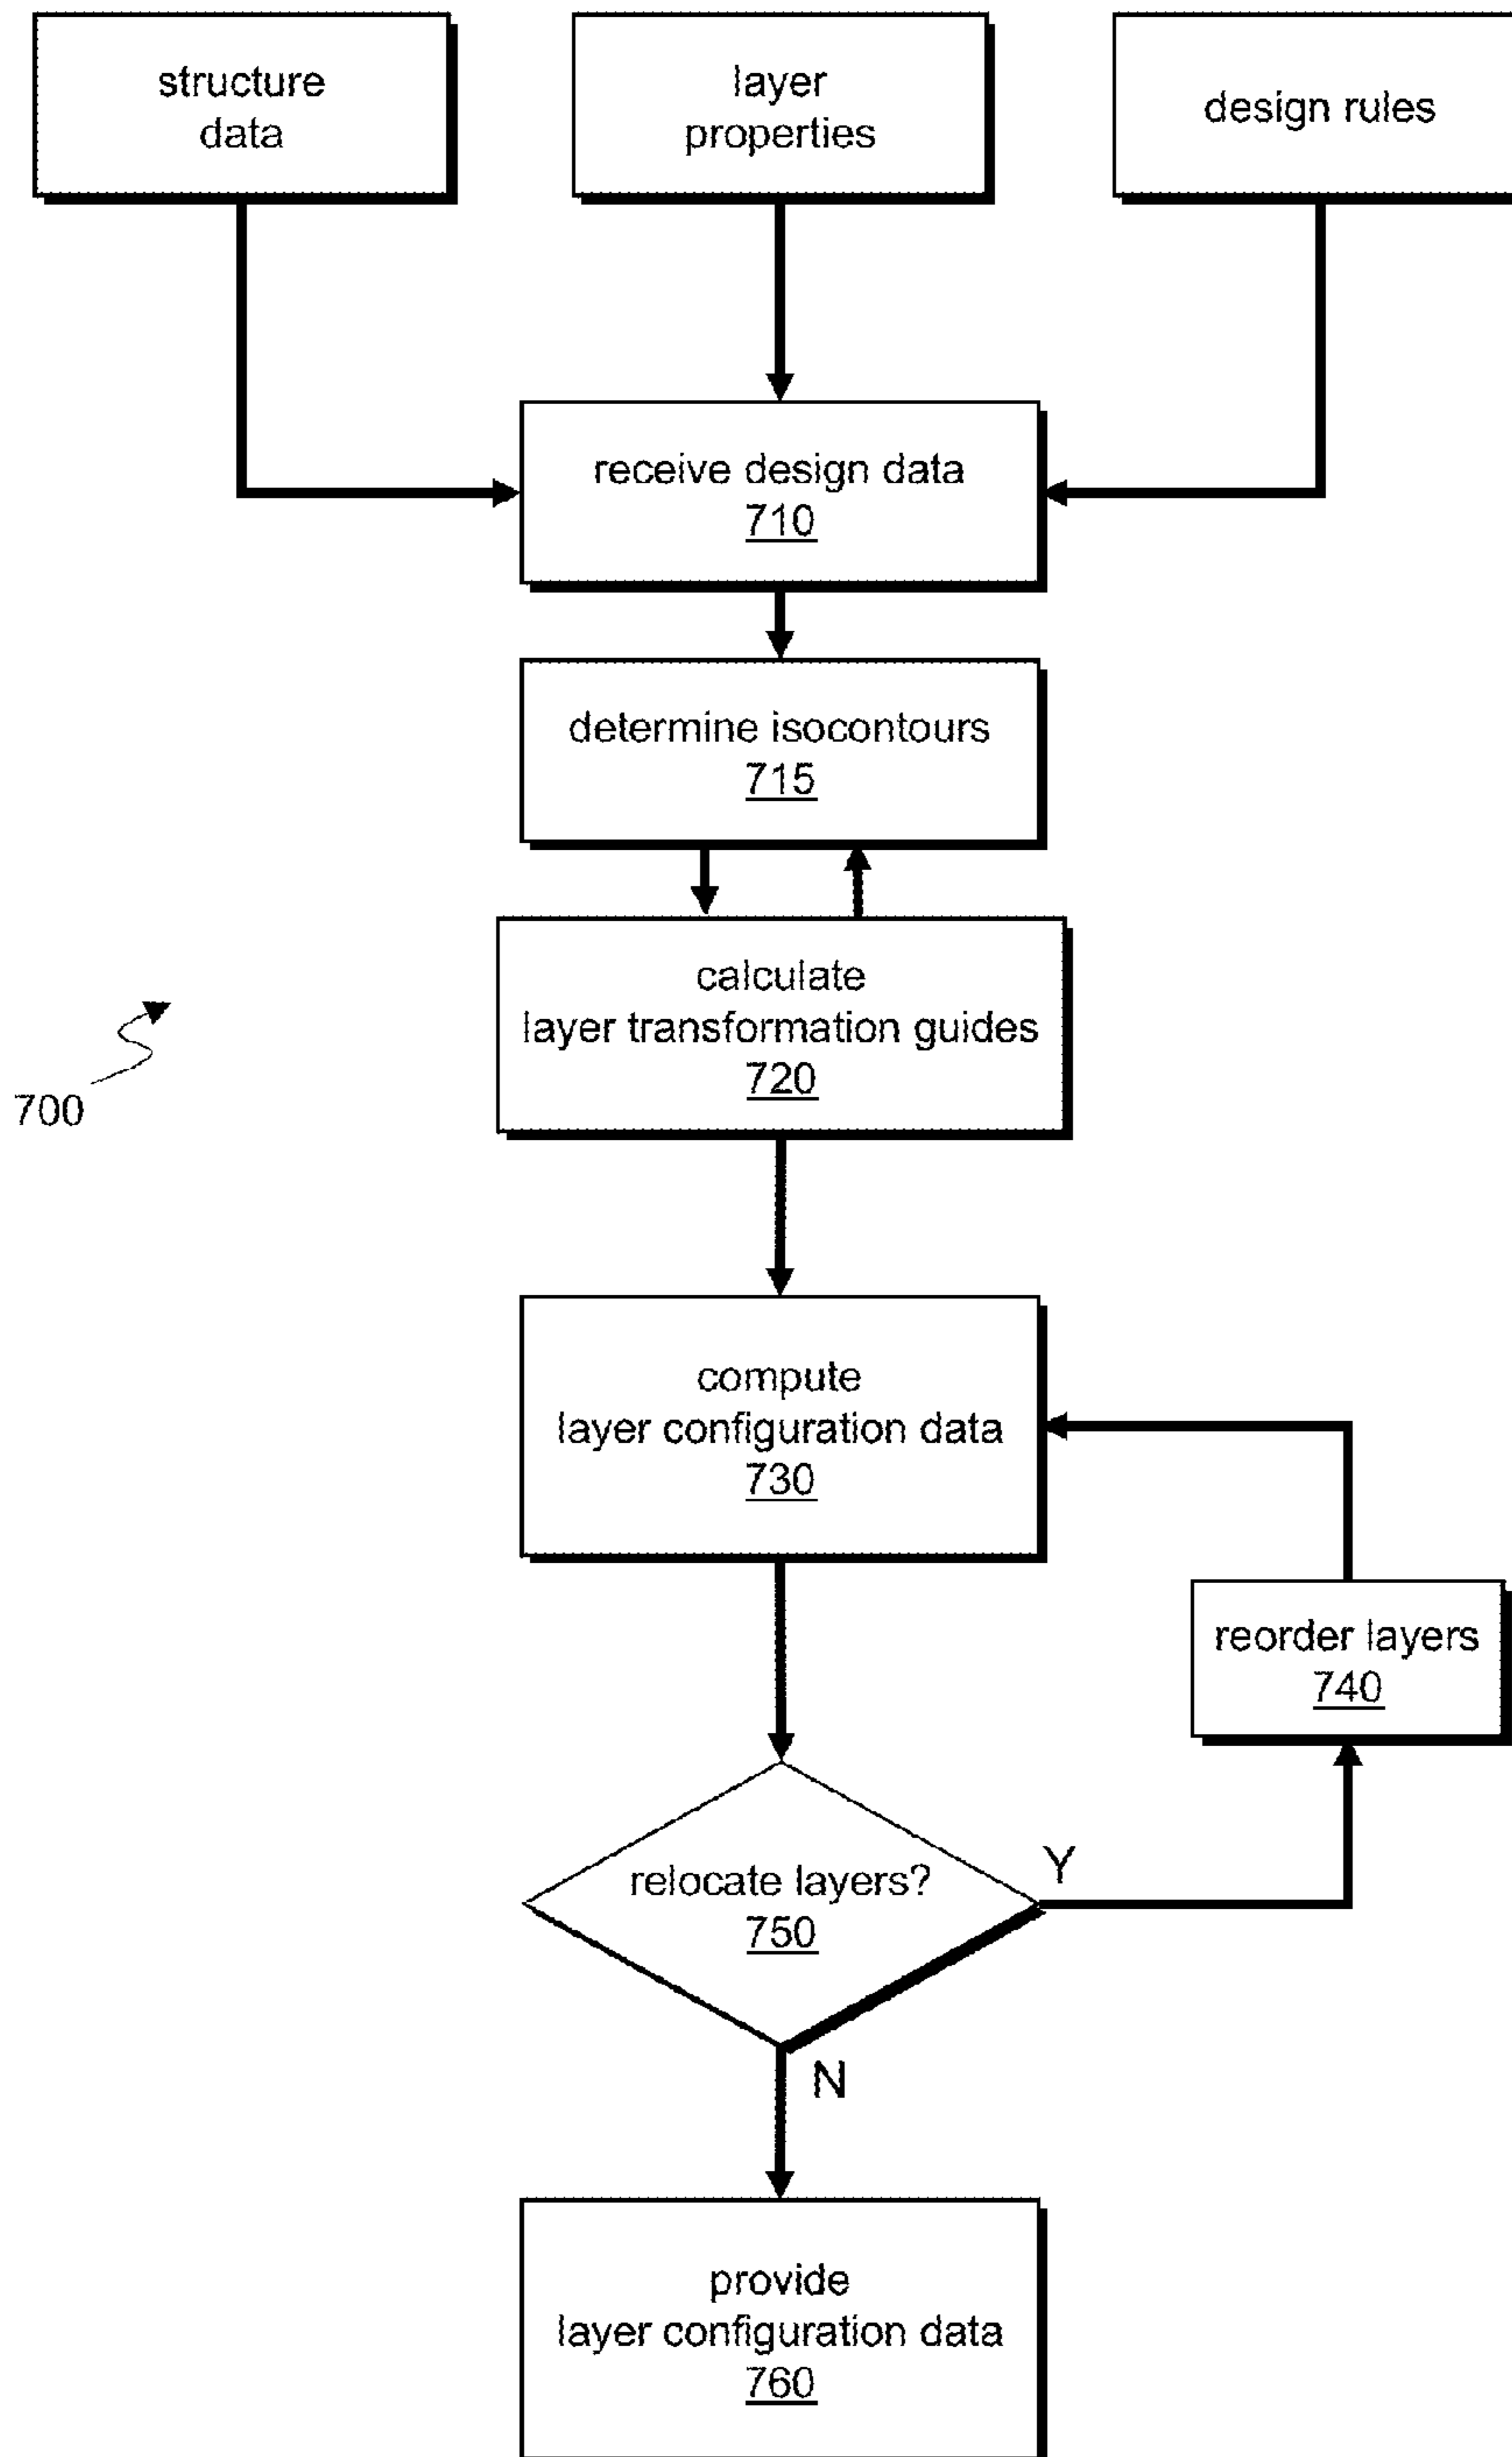 structure
data
layer
properties
design rules
receive design data
710
determine isocontours
715
calculate
layer transformation guides
720
700
compute
layer configuration data
730
reorder layers
740
relocate layers?
750
Y
N
provide
layer configuration data
760